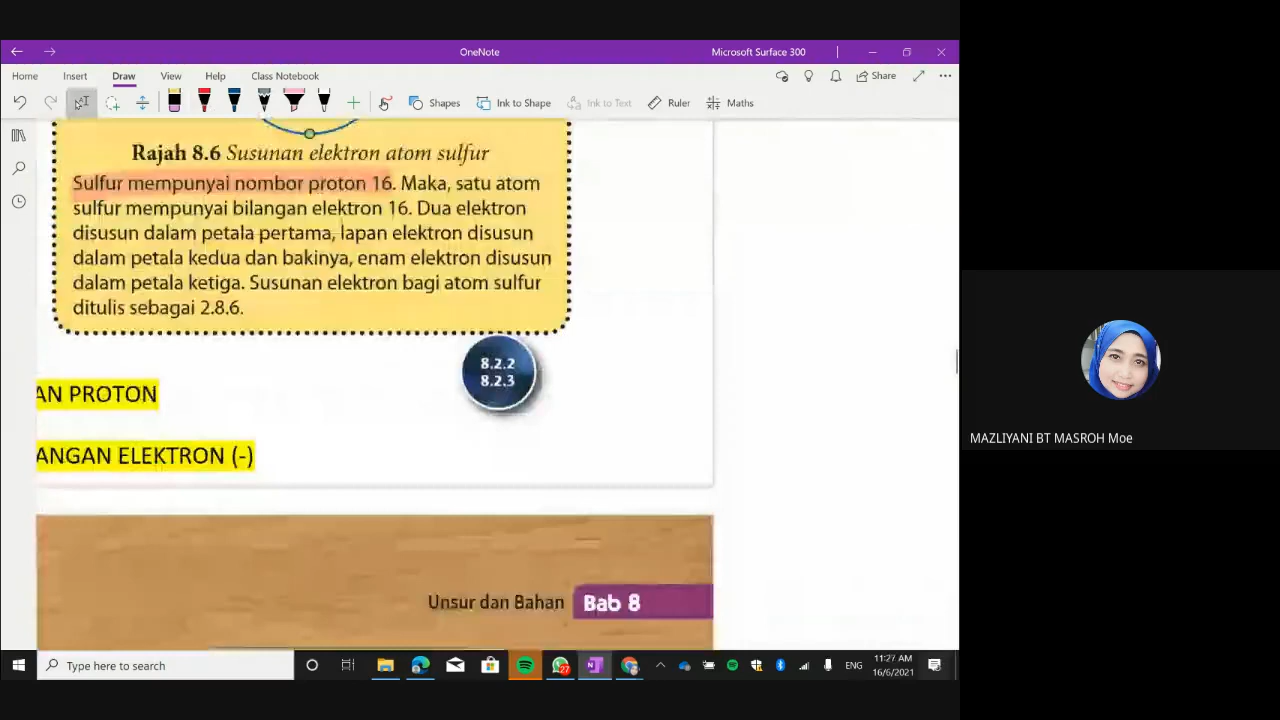 OneNote
Microsoft Surface 300
Home Insert Draw View Help Class Notebook
Share
Shapes Ink to Shape Ink to Text Ruler Maths
Rajah 8.6 Susunan elektron atom sulfur
Sulfur mempunyai nombor proton 16. Maka, satu atom
sulfur mempunyai bilangan elektron 16. Dua elektron
disusun dalam petala pertama, lapan elektron disusun
dalam petala kedua dan bakinya, enam elektron disusun
dalam petala ketiga. Susunan elektron bagi atom sulfur
ditulis sebagai 2.8.6.
8.2.2
8.2.3
AN PROTON
ANGAN ELEKTRON (-)
Unsur dan Bahan Bab 8
MAZLIYANI BT MASROH Moe
Type here to search
27
ENG
11:27 AM
16/6/2021